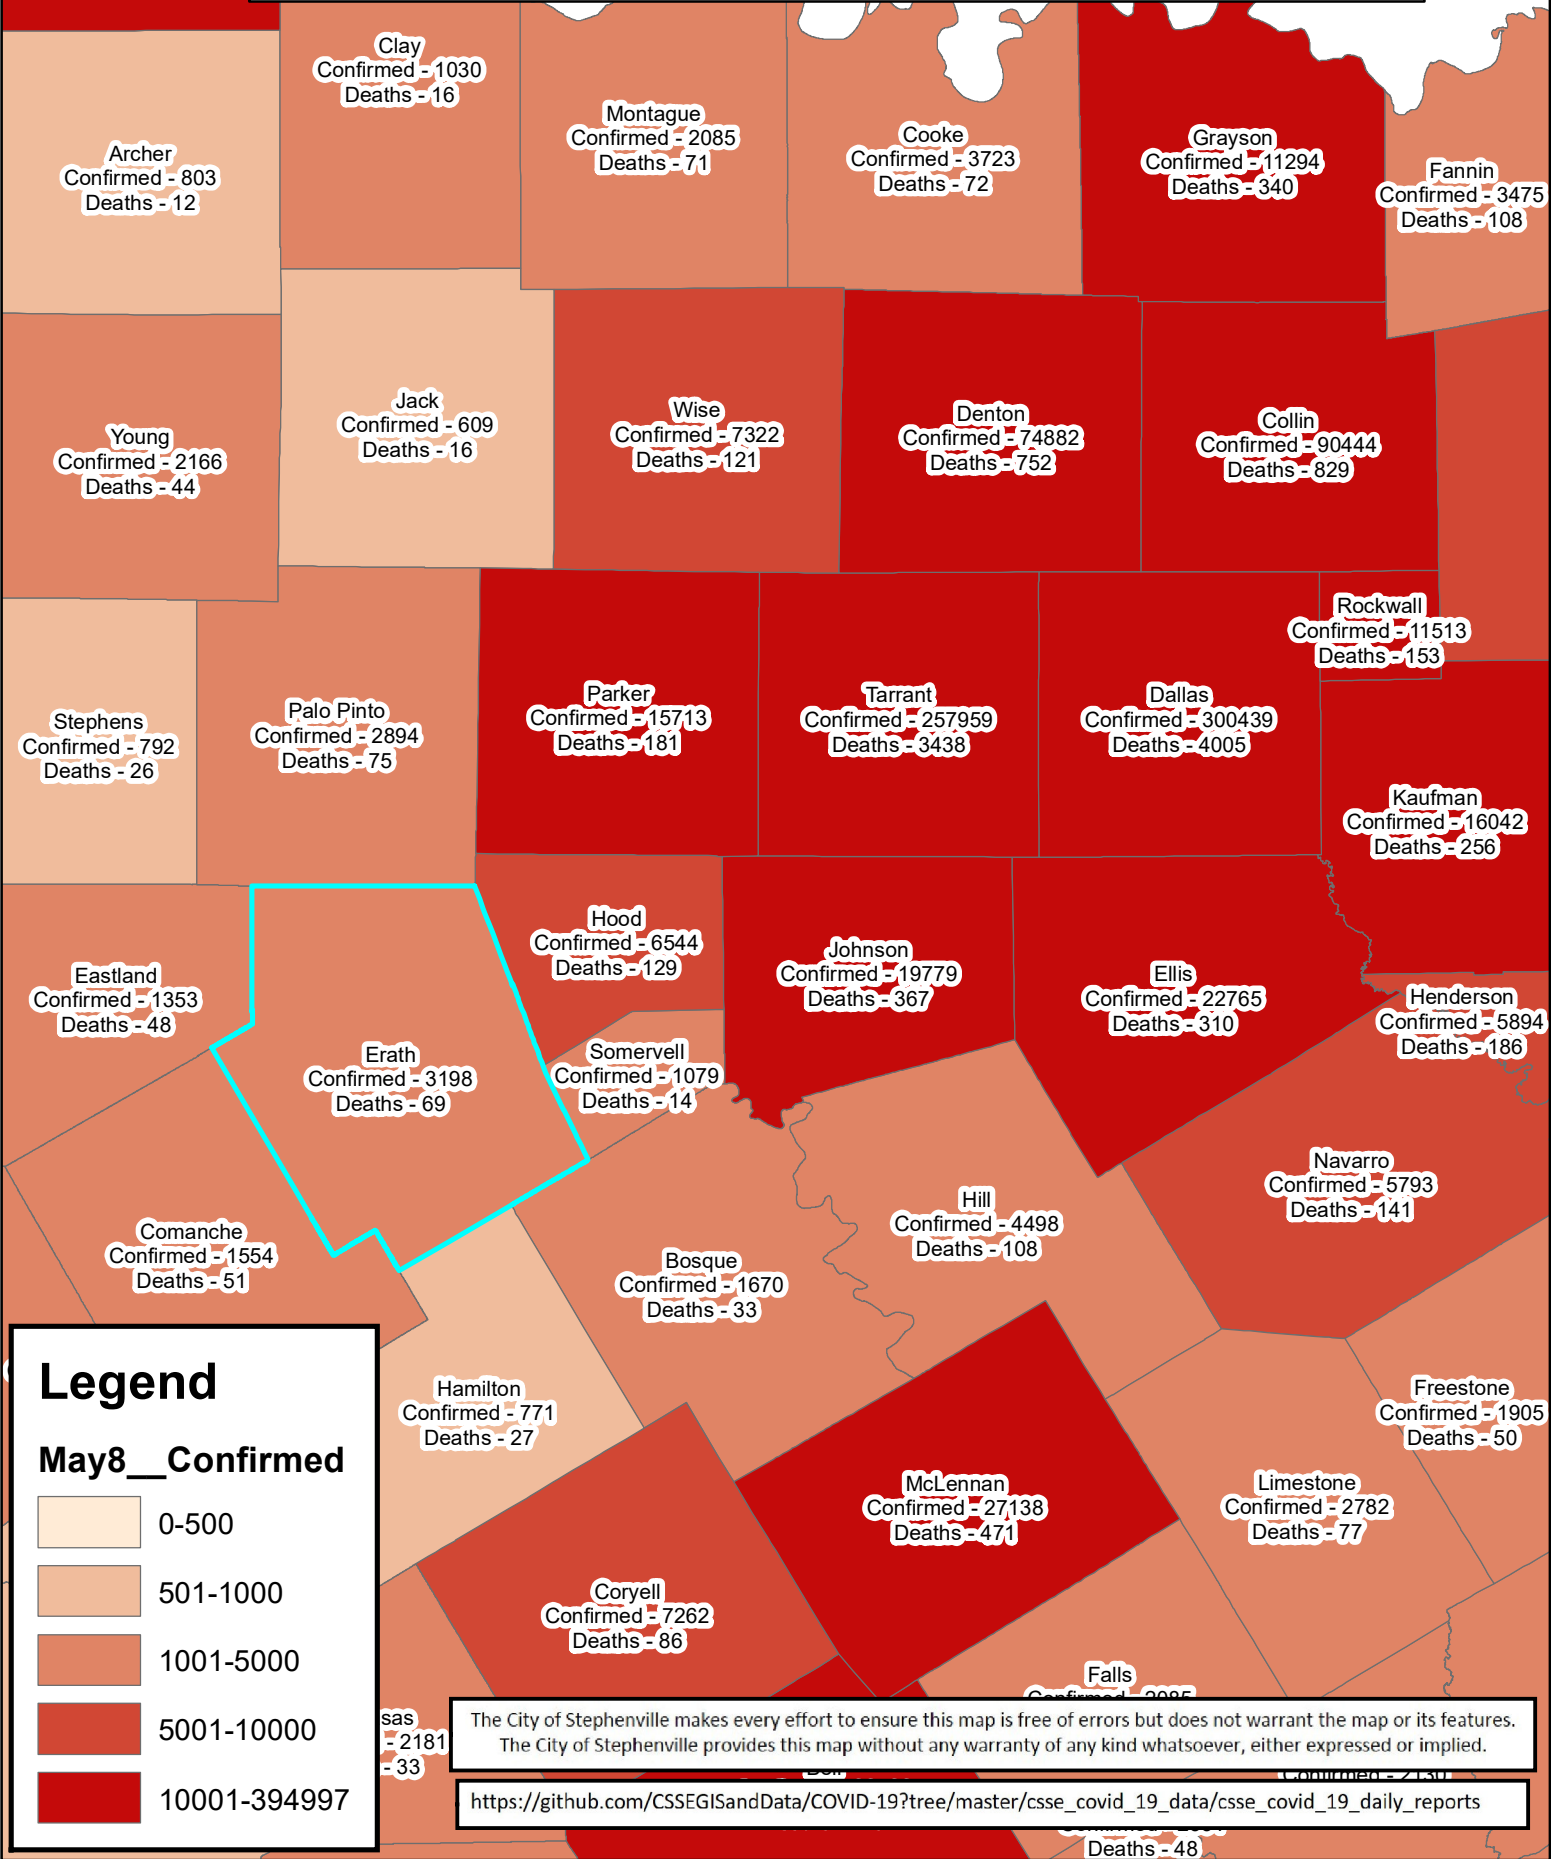 Clay
Confirmed - 1030
Deaths - 16
Montague
Confirmed - 2085
Deaths - 71
Cooke
Confirmed - 3723
Deaths - 72
Grayson
Confirmed - 11294
Deaths - 340
Archer
Confirmed - 803
Deaths - 12
Fannin
Confirmed - 3475
Deaths - 108
Jack
Confirmed - 609
Deaths - 16
Wise
Confirmed - 7322
Deaths - 121
Denton
Confirmed - 74882
Deaths - 752
Collin
Confirmed - 90444
Deaths - 829
Young
Confirmed - 2166
Deaths - 44
Rockwall
Confirmed - 11513
Deaths - 153
Stephens
Confirmed - 792
Deaths - 26
Palo Pinto
Confirmed - 2894
Deaths - 75
Parker
Confirmed - 15713
Deaths - 181
Tarrant
Confirmed - 257959
Deaths - 3438
Dallas
Confirmed - 300439
Deaths - 4005
Kaufman
Confirmed - 16042
Deaths - 256
Eastland
Confirmed - 1353
Deaths - 48
Hood
Confirmed - 6544
Deaths - 129
Johnson
Confirmed - 19779
Deaths - 367
Ellis
Confirmed - 22765
Deaths - 310
Henderson
Confirmed - 5894
Deaths - 186
Erath
Confirmed - 3198
Deaths - 69
Somervell
Confirmed - 1079
Deaths - 14
Navarro
Confirmed - 5793
Deaths - 141
Comanche
Confirmed - 1554
Deaths - 51
Bosque
Confirmed - 1670
Deaths - 33
Hill
Confirmed - 4498
Deaths - 108
Hamilton
Confirmed - 771
Deaths - 27
Freestone
Confirmed - 1905
Deaths - 50
McLennan
Confirmed - 27138
Deaths - 471
Limestone
Confirmed - 2782
Deaths - 77
Coryell
Confirmed - 7262
Deaths - 86
Falls
sas
- 2181
- 33
Deaths - 48
Legend
May8__Confirmed
0-500
501-1000
1001-5000
5001-10000
10001-394997
The City of Stephenville makes every effort to ensure this map is free of errors but does not warrant the map or its features.
The City of Stephenville provides this map without any warranty of any kind whatsoever, either expressed or implied.
https://github.com/CSSEGISandData/COVID-19?tree/master/csse_covid_19_data/csse_covid_19_daily_reports